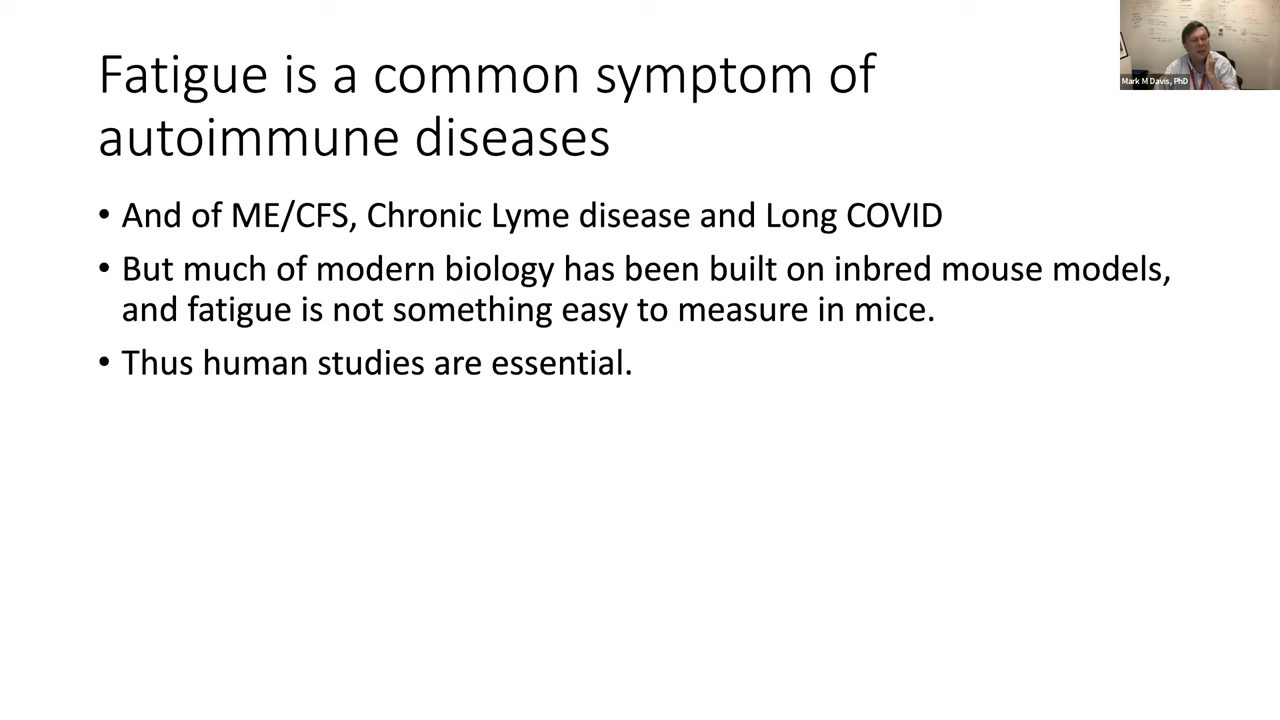 Fatigue is a common symptom of
autoimmune diseases
• And of ME/CFS, Chronic Lyme disease and Long COVID
• But much of modern biology has been built on inbred mouse models,
and fatigue is not something easy to measure in mice.
• Thus human studies are essential.
Mark M Davis, PhD